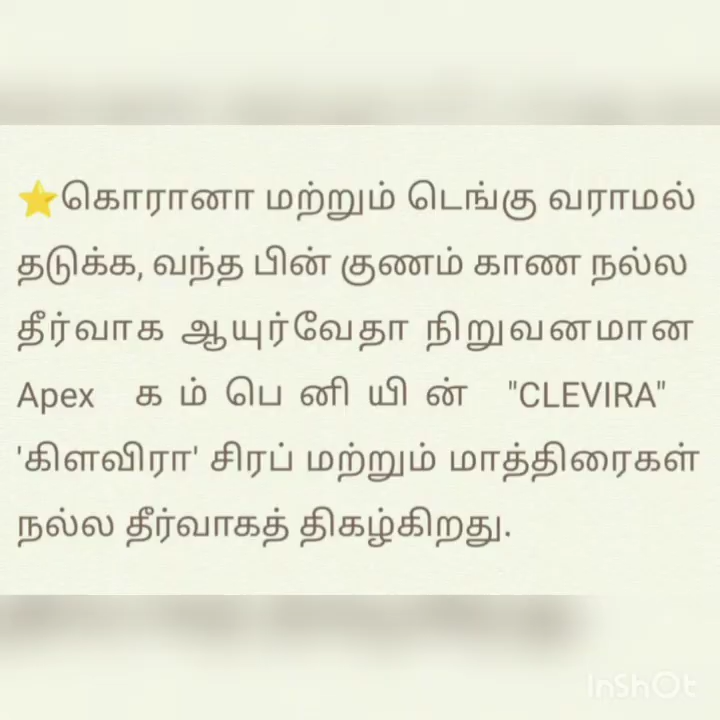 ⭐கொரானா மற்றும் டெங்கு வராமல்
தடுக்க, வந்த பின் குணம் காண நல்ல
தீர்வாக ஆயுர்வேதா நிறுவனமான
Apex கம்பெனியின் "CLEVIRA"
'கிளவிரா' சிரப் மற்றும் மாத்திரைகள்
நல்ல தீர்வாகத் திகழ்கிறது.
InShOt